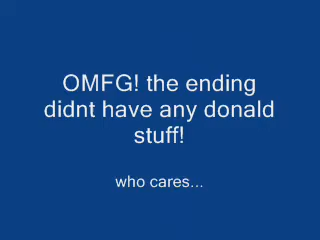 OMFG! the ending
didnt have any donald
stuff!
who cares...